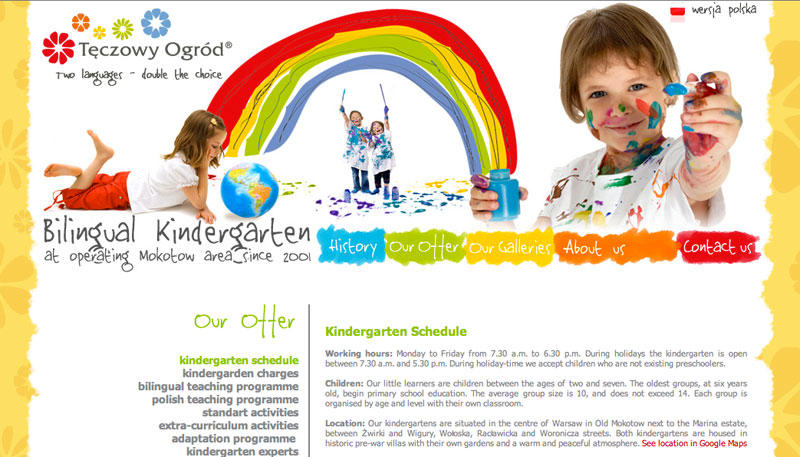 wersja polska
Tęczowy Ogród®
Two languages - double the choice
Bilingual Kindergarten
at operating Mokotow area_since 2001
History
Our Offer
Our Galleries
About us
Contact us
Our Offer
kindergarten schedule
kindergarden charges
bilingual teaching programme
polish teaching programme
standart activities
extra-curriculum activities
adaptation programme
kindergarten experts
Kindergarten Schedule
Working hours: Monday to Friday from 7.30 a.m. to 6.30 p.m. During holidays the kindergarten is open
between 7.30 a.m. and 5.30 p.m. During holiday-time we accept children who are not existing preschoolers.
Children: Our little learners are children between the ages of two and seven. The oldest groups, at six years
old, begin primary school education. The average group size is 10, and does not exceed 14. Each group is
organised by age and level with their own classroom.
Location: Our kindergartens are situated in the centre of Warsaw in Old Mokotow next to the Marina estate,
between Żwirki and Wigury, Wołoska, Racławicka and Woronicza streets. Both kindergartens are housed in
historic pre-war villas with their own gardens and a warm and peaceful atmosphere. See location in Google Maps